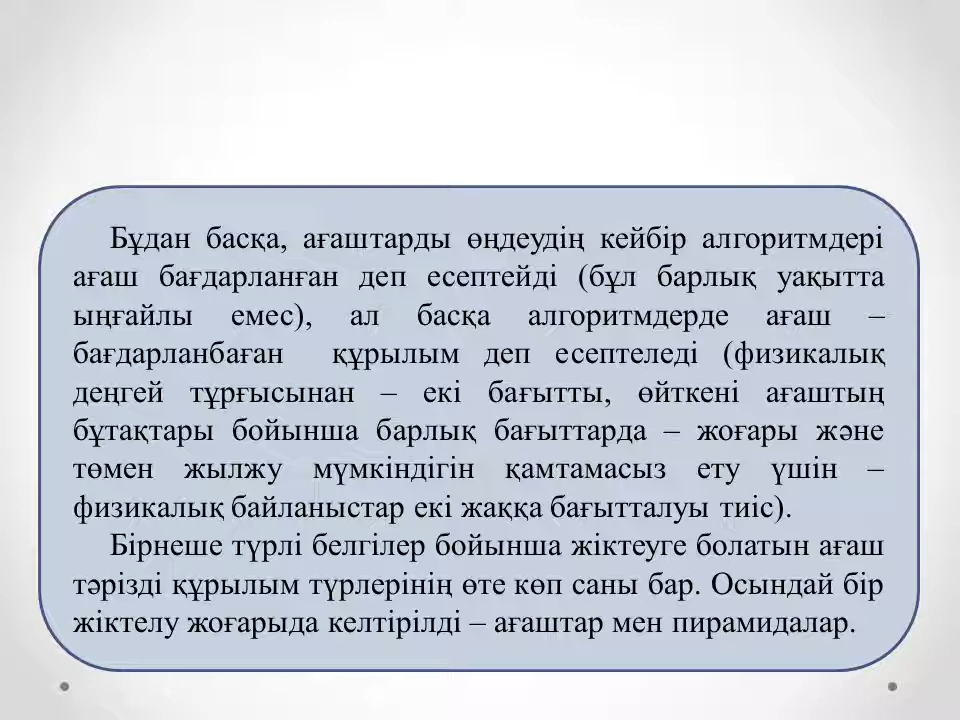 Бұдан басқа, ағаштарды өңдеудің кейбір алгоритмдері
ағаш бағдарланған деп есептейді (бұл барлық уақытта
ыңғайлы емес), ал басқа алгоритмдерде ағаш –
бағдарланбаған құрылым деп есептеледі (физикалық
деңгей тұрғысынан – екі бағытты, өйткені ағаштың
бұтақтары бойынша барлық бағыттарда – жоғары және
төмен жылжу мүмкіндігін қамтамасыз ету үшін –
физикалық байланыстар екі жаққа бағытталуы тиіс).
Бірнеше түрлі белгілер бойынша жіктеуге болатын ағаш
тәрізді құрылым түрлерінің өте көп саны бар. Осындай бір
жіктелу жоғарыда келтірілді – ағаштар мен пирамидалар.